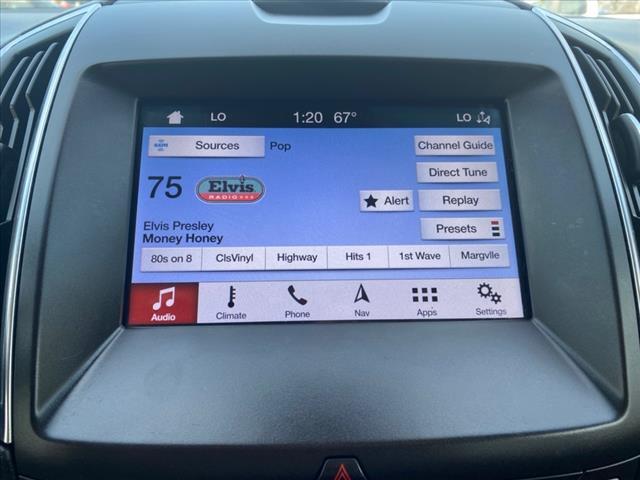 LO 1:20 67° LO
Sources Pop Channel Guide
Direct Tune
75 Elvis RADIO Alert Replay
Elvis Presley Presets
Money Honey
80s on 8 ClsVinyl Highway Hits 1 1st Wave Margvlle
Audio Climate Phone Nav Apps Settings